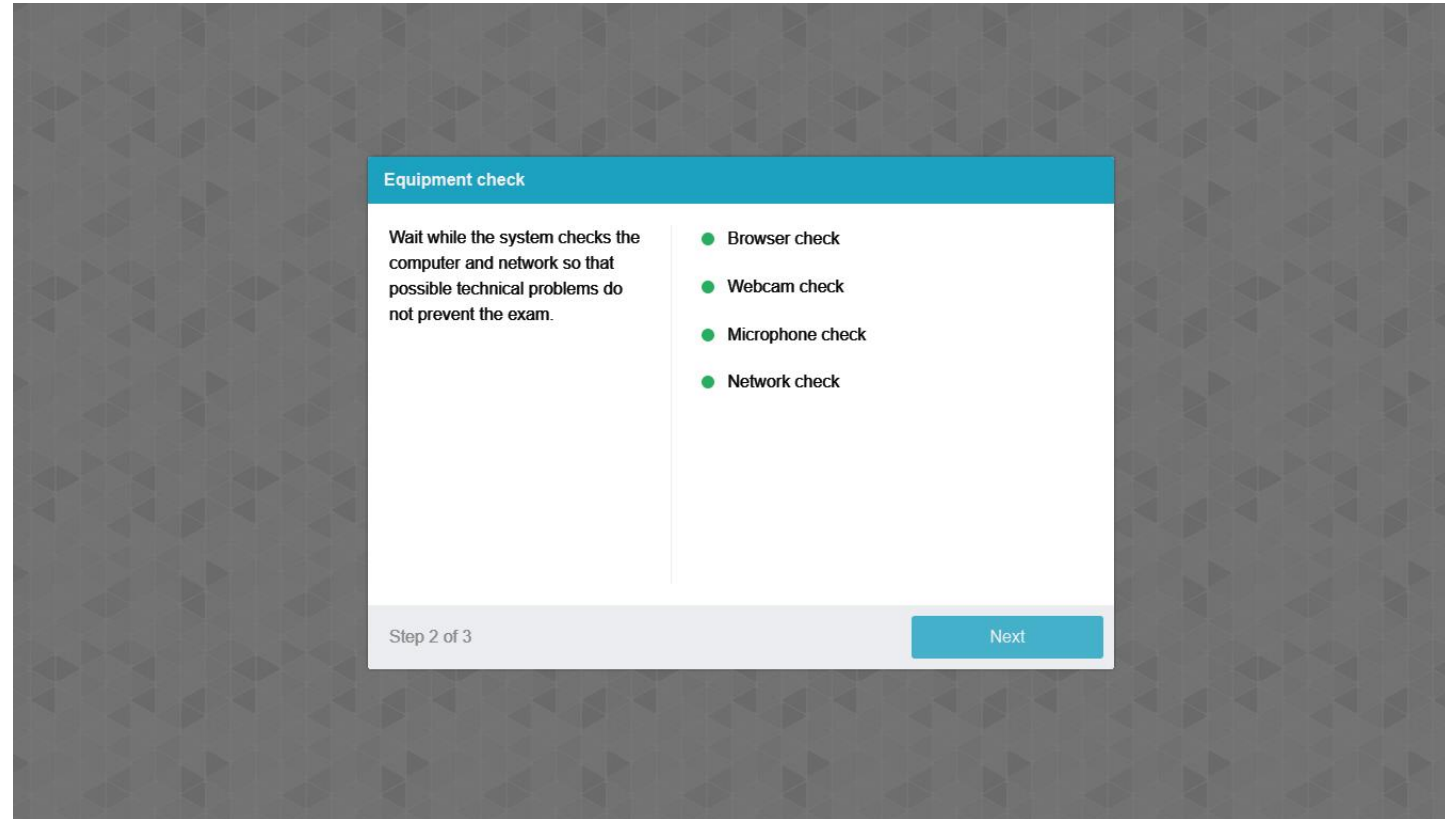 Equipment check
Wait while the system checks the
computer and network so that
possible technical problems do
not prevent the exam.
Browser check
Webcam check
Microphone check
Network check
Step 2 of 3
Next